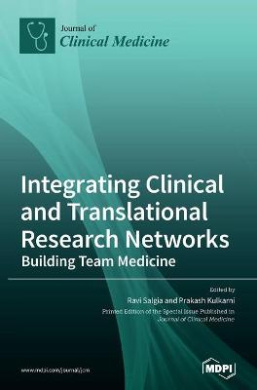 Journal of
Clinical Medicine
Integrating Clinical
and Translational
Research Networks
Building Team Medicine
Edited by
Ravi Salgia and Prakash Kulkarni
Printed Edition of the Special Issue Published in
Journal of Clinical Medicine
www.mdpi.com/journal/jcm
MDPI